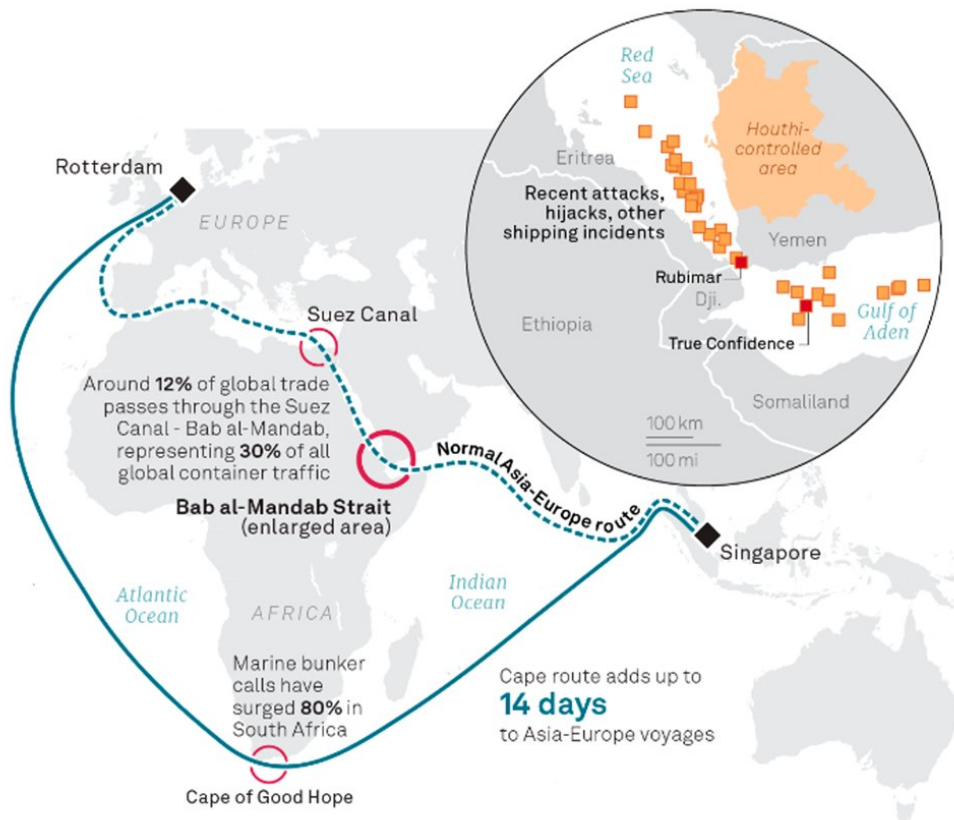 Red
Sea
Houthi-
controlled
area
Eritrea
Recent attacks,
hijacks, other
shipping incidents
Yemen
Rubimar
Dji.
Ethiopia
Gulf of
Aden
True Confidence
Somaliland
100 km
100 mi
Rotterdam
EUROPE
Suez Canal
Around 12% of global trade
passes through the Suez
Canal - Bab al-Mandab,
representing 30% of all
global container traffic
Bab al-Mandab Strait
(enlarged area)
Normal Asia-Europe route
Singapore
Atlantic
Ocean
AFRICA
Indian
Ocean
Marine bunker
calls have
surged 80% in
South Africa
Cape of Good Hope
Cape route adds up to
14 days
to Asia-Europe voyages